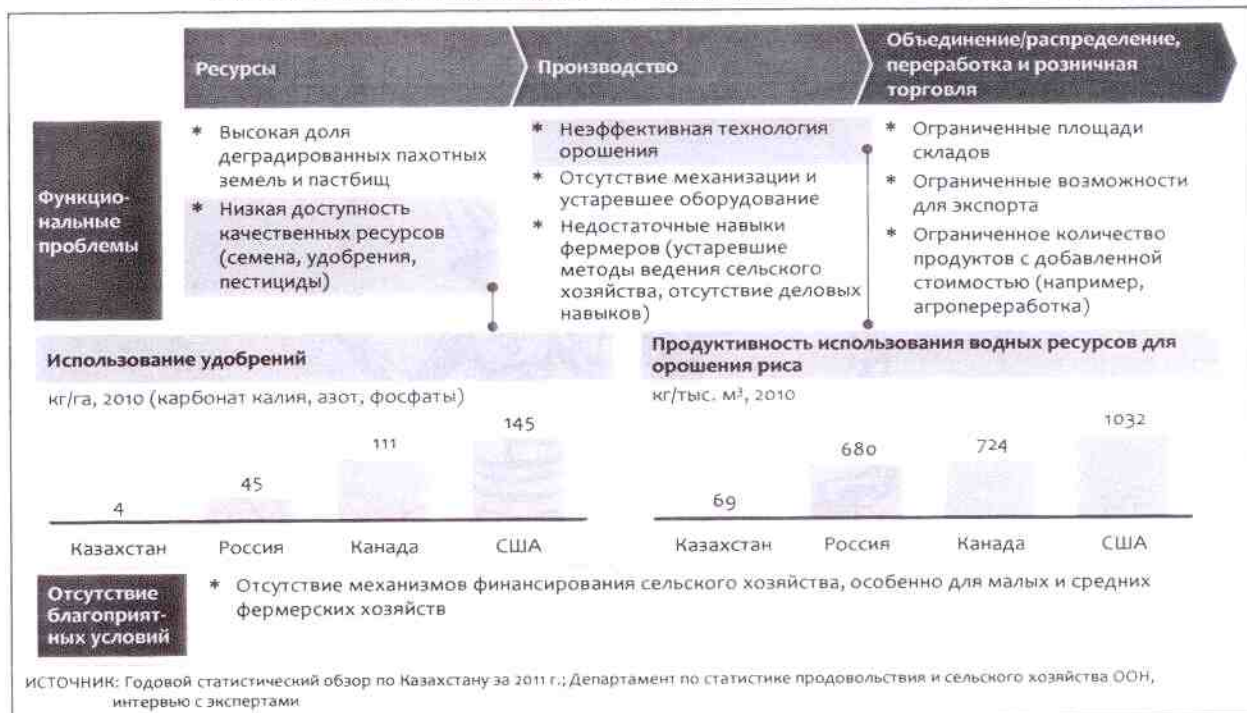 Ресурсы
Производство
Объединение/распределение,
переработка и розничная
торговля
Функцио-
нальные
проблемы
* Высокая доля
деградированных пахотных
земель и пастбищ
* Низкая доступность
качественных ресурсов
(семена, удобрения,
пестициды)
* Неэффективная технология
орошения
* Отсутствие механизации и
устаревшее оборудование
* Недостаточные навыки
фермеров (устаревшие
методы ведения сельского
хозяйства, отсутствие деловых
навыков)
* Ограниченные площади
складов
* Ограниченные возможности
для экспорта
* Ограниченное количество
продуктов с добавленной
стоимостью (например,
агропереработка)
Использование удобрений
кг/га, 2010 (карбонат калия, азот, фосфаты)
4
45
111
145
Казахстан
Россия
Канада
США
Продуктивность использования водных ресурсов для
орошения риса
кг/тыс. м³, 2010
69
680
724
1032
Казахстан
Россия
Канада
США
Отсутствие
благоприят-
ных условий
* Отсутствие механизмов финансирования сельского хозяйства, особенно для малых и средних
фермерских хозяйств
ИСТОЧНИК: Годовой статистический обзор по Казахстану за 2011 г.; Департамент по статистике продовольствия и сельского хозяйства ООН,
интервью с экспертами